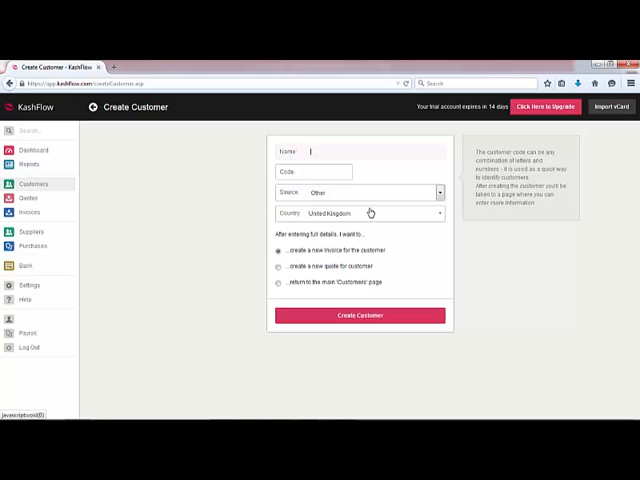 Create Customer - KashFlow
https://app.kashflow.com/createCustomer.asp
Search
KashFlow
Create Customer
Your trial account expires in 14 days
Click Here to Upgrade
Import vCard
Search...
Dashboard
Reports
Customers
Quotes
Invoices
Suppliers
Purchases
Bank
Settings
Help
Payroll
Log Out
Name
Code
Source: Other
Country: United Kingdom
After entering full details, I want to...
...create a new invoice for the customer
...create a new quote for customer
...return to the main 'Customers' page
Create Customer
The customer code can be any
combination of letters and
numbers - it is used as a quick way
to identify customers.
After creating the customer you'll be
taken to a page where you can
enter more information
javascript:void(0)